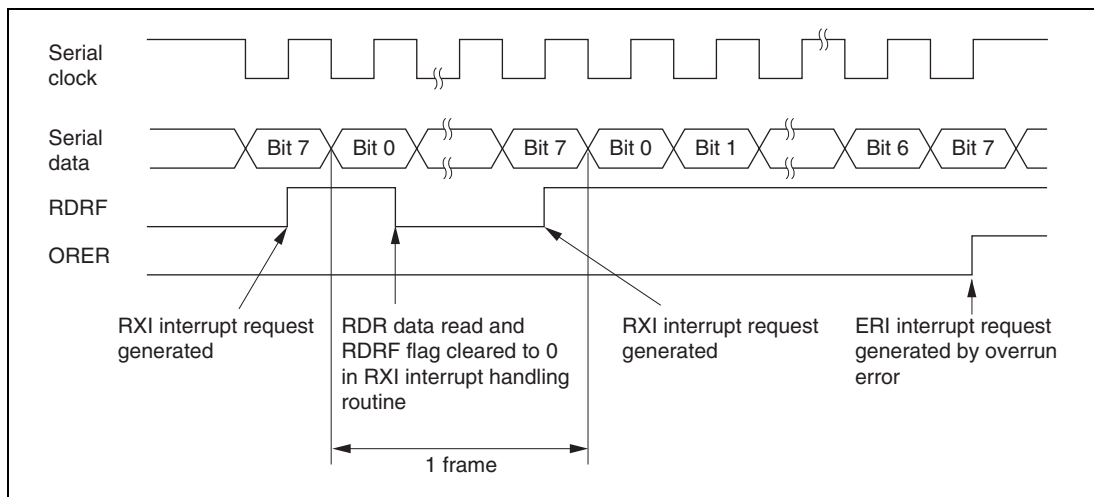 Serial
clock
Serial
data
Bit 7
Bit 0
Bit 7
Bit 0
Bit 1
Bit 6
Bit 7
RDRF
ORER
RXI interrupt request
generated
RDR data read and
RDRF flag cleared to 0
in RXI interrupt handling
routine
RXI interrupt request
generated
ERI interrupt request
generated by overrun
error
1 frame